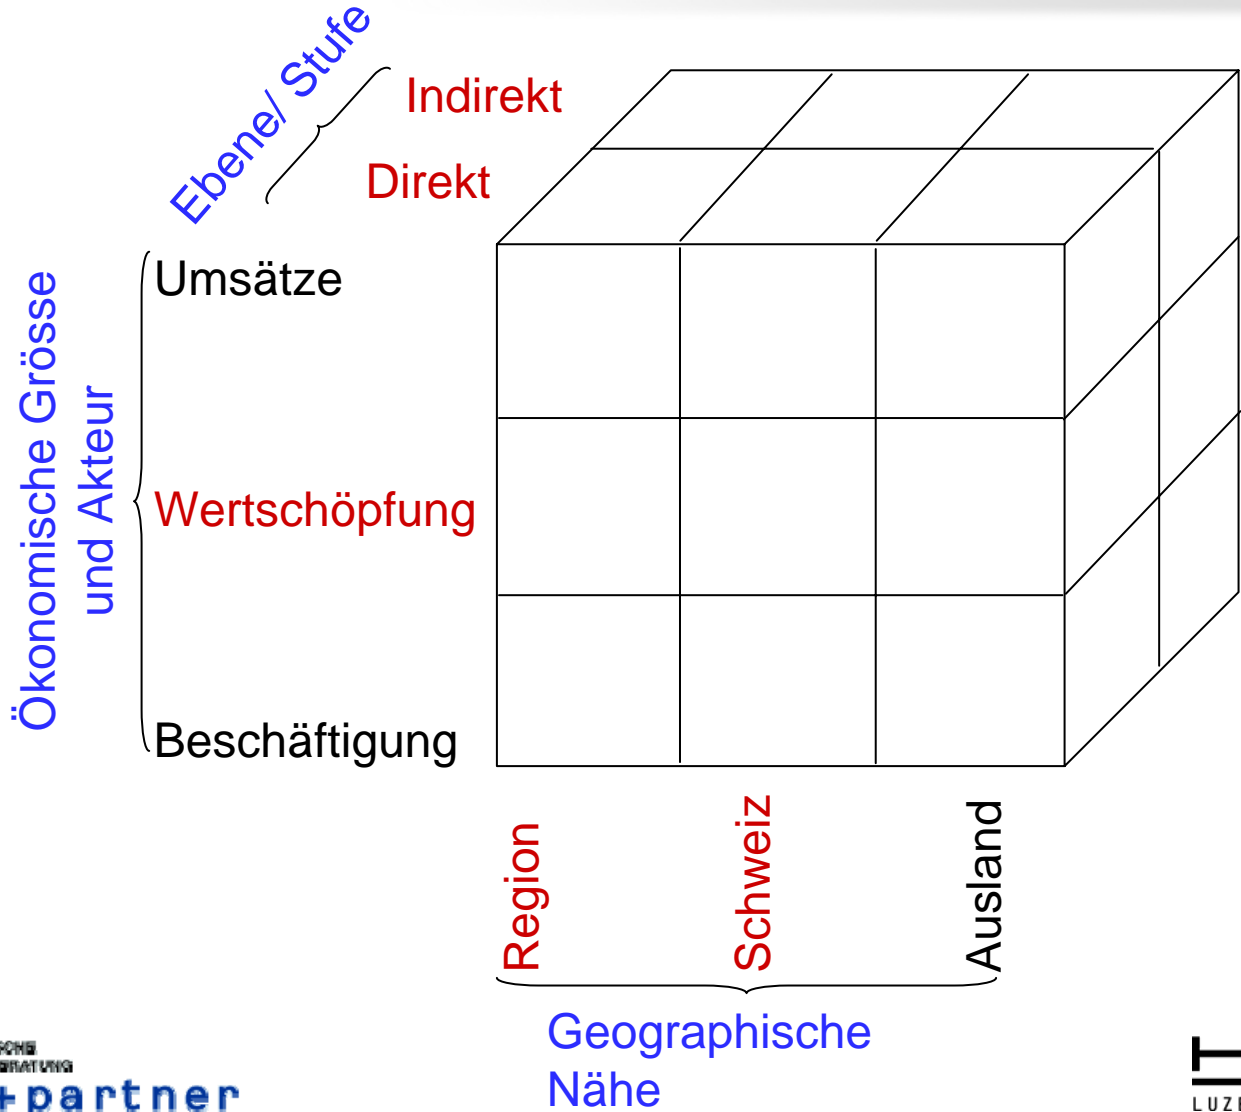 Ebene/ Stufe
Indirekt
Direkt
Ökonomische Grösse
und Akteur
Umsätze
Wertschöpfung
Beschäftigung
Region
Schweiz
Ausland
Geographische
Nähe
+partner